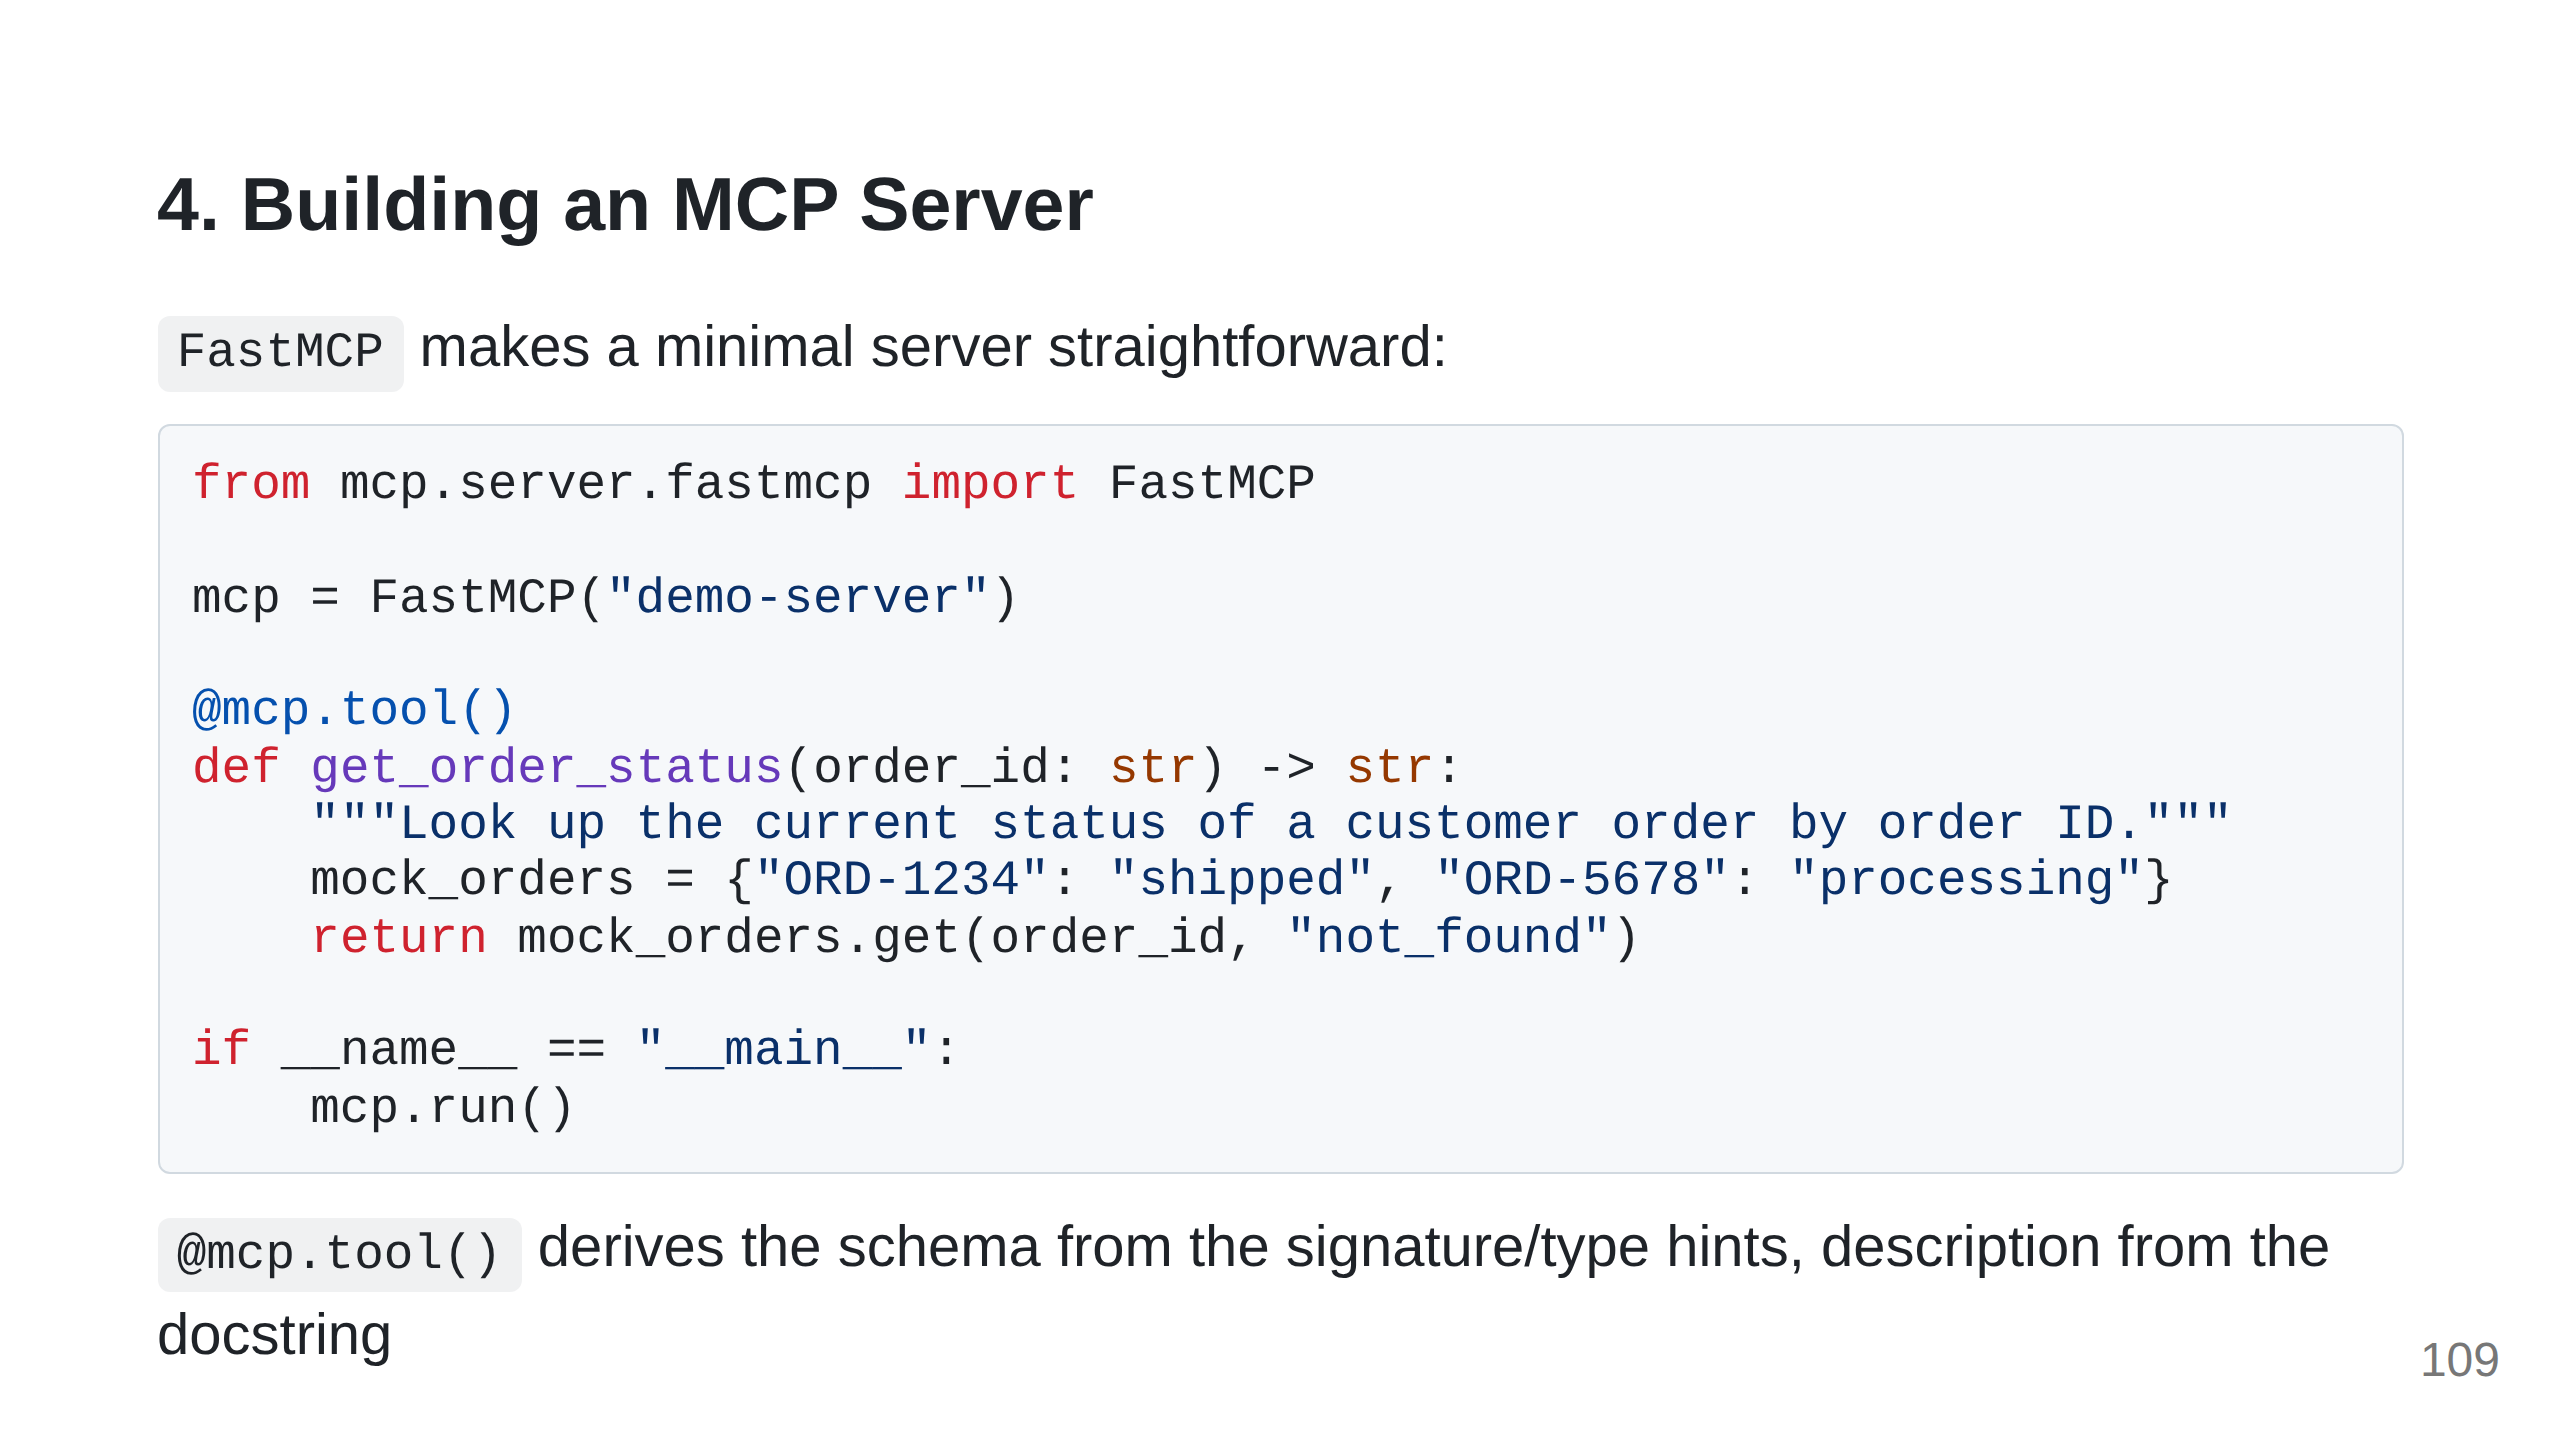 4. Building an MCP Server
FastMCP makes a minimal server straightforward:
from mcp.server.fastmcp import FastMCP
mcp = FastMCP("demo-server")
@mcp.tool()
def get_order_status(order_id: str) -> str:
    """Look up the current status of a customer order by order ID."""
    mock_orders = {"ORD-1234": "shipped", "ORD-5678": "processing"}
    return mock_orders.get(order_id, "not_found")
if __name__ == "__main__":
    mcp.run()
@mcp.tool() derives the schema from the signature/type hints, description from the
docstring
109